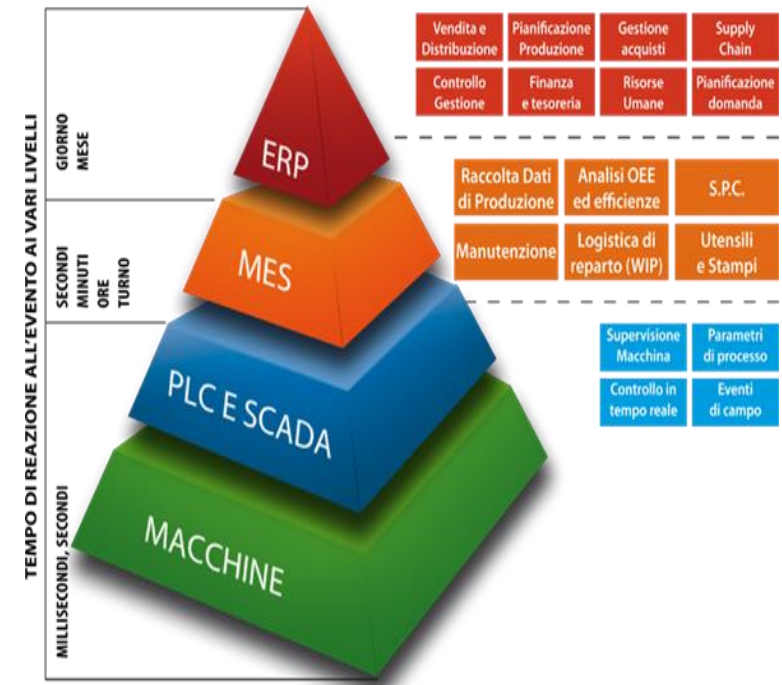 TEMPO DI REAZIONE ALL'EVENTO AI VARI LIVELLI
GIORNO
MESE
SECONDI
MINUTI
ORE
TURNO
MILLISECONDI, SECONDI
ERP
MES
PLC E SCADA
MACCHINE
Vendita e
Distribuzione
Pianificazione
Produzione
Gestione
acquisti
Supply
Chain
Controllo
Gestione
Finanza
e tesoreria
Risorse
Umane
Pianificazione
domanda
Raccolta Dati
di Produzione
Analisi OEE
ed efficienze
S.P.C.
Manutenzione
Logistica di
reparto (WIP)
Utensili
e Stampi
Supervisione
Macchina
Parametri
di processo
Controllo in
tempo reale
Eventi
di campo